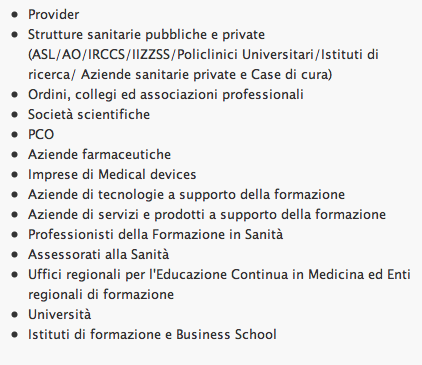 Provider
Strutture sanitarie pubbliche e private
(ASL/AO/IRCCS/IIZZSS/Policlinici Universitari/Istituti di
ricerca/ Aziende sanitarie private e Case di cura)
Ordini, collegi ed associazioni professionali
Società scientifiche
PCO
Aziende farmaceutiche
Imprese di Medical devices
Aziende di tecnologie a supporto della formazione
Aziende di servizi e prodotti a supporto della formazione
Professionisti della Formazione in Sanità
Assessorati alla Sanità
Uffici regionali per l'Educazione Continua in Medicina ed Enti
regionali di formazione
Università
Istituti di formazione e Business School